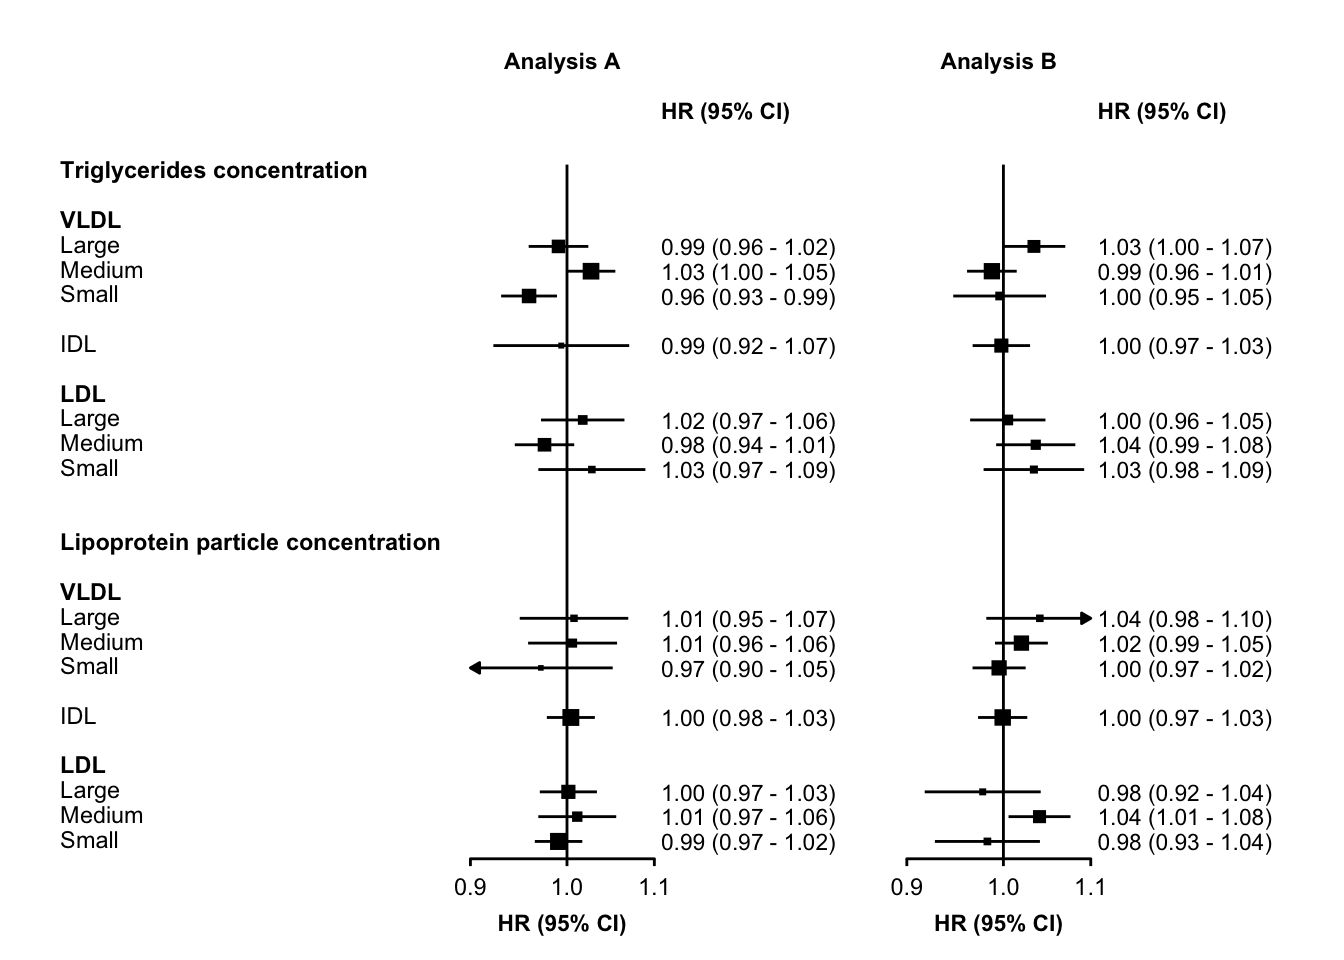 Analysis A Analysis B
HR (95% CI) HR (95% CI)
Triglycerides concentration
VLDL
Large 0.99 (0.96 - 1.02) 1.03 (1.00 - 1.07)
Medium 1.03 (1.00 - 1.05) 0.99 (0.96 - 1.01)
Small 0.96 (0.93 - 0.99) 1.00 (0.95 - 1.05)
IDL 0.99 (0.92 - 1.07) 1.00 (0.97 - 1.03)
LDL
Large 1.02 (0.97 - 1.06) 1.00 (0.96 - 1.05)
Medium 0.98 (0.94 - 1.01) 1.04 (0.99 - 1.08)
Small 1.03 (0.97 - 1.09) 1.03 (0.98 - 1.09)
Lipoprotein particle concentration
VLDL
Large 1.01 (0.95 - 1.07) 1.04 (0.98 - 1.10)
Medium 1.01 (0.96 - 1.06) 1.02 (0.99 - 1.05)
Small 0.97 (0.90 - 1.05) 1.00 (0.97 - 1.02)
IDL 1.00 (0.98 - 1.03) 1.00 (0.97 - 1.03)
LDL
Large 1.00 (0.97 - 1.03) 0.98 (0.92 - 1.04)
Medium 1.01 (0.97 - 1.06) 1.04 (1.01 - 1.08)
Small 0.99 (0.97 - 1.02) 0.98 (0.93 - 1.04)
0.9 1.0 1.1 0.9 1.0 1.1
HR (95% CI) HR (95% CI)